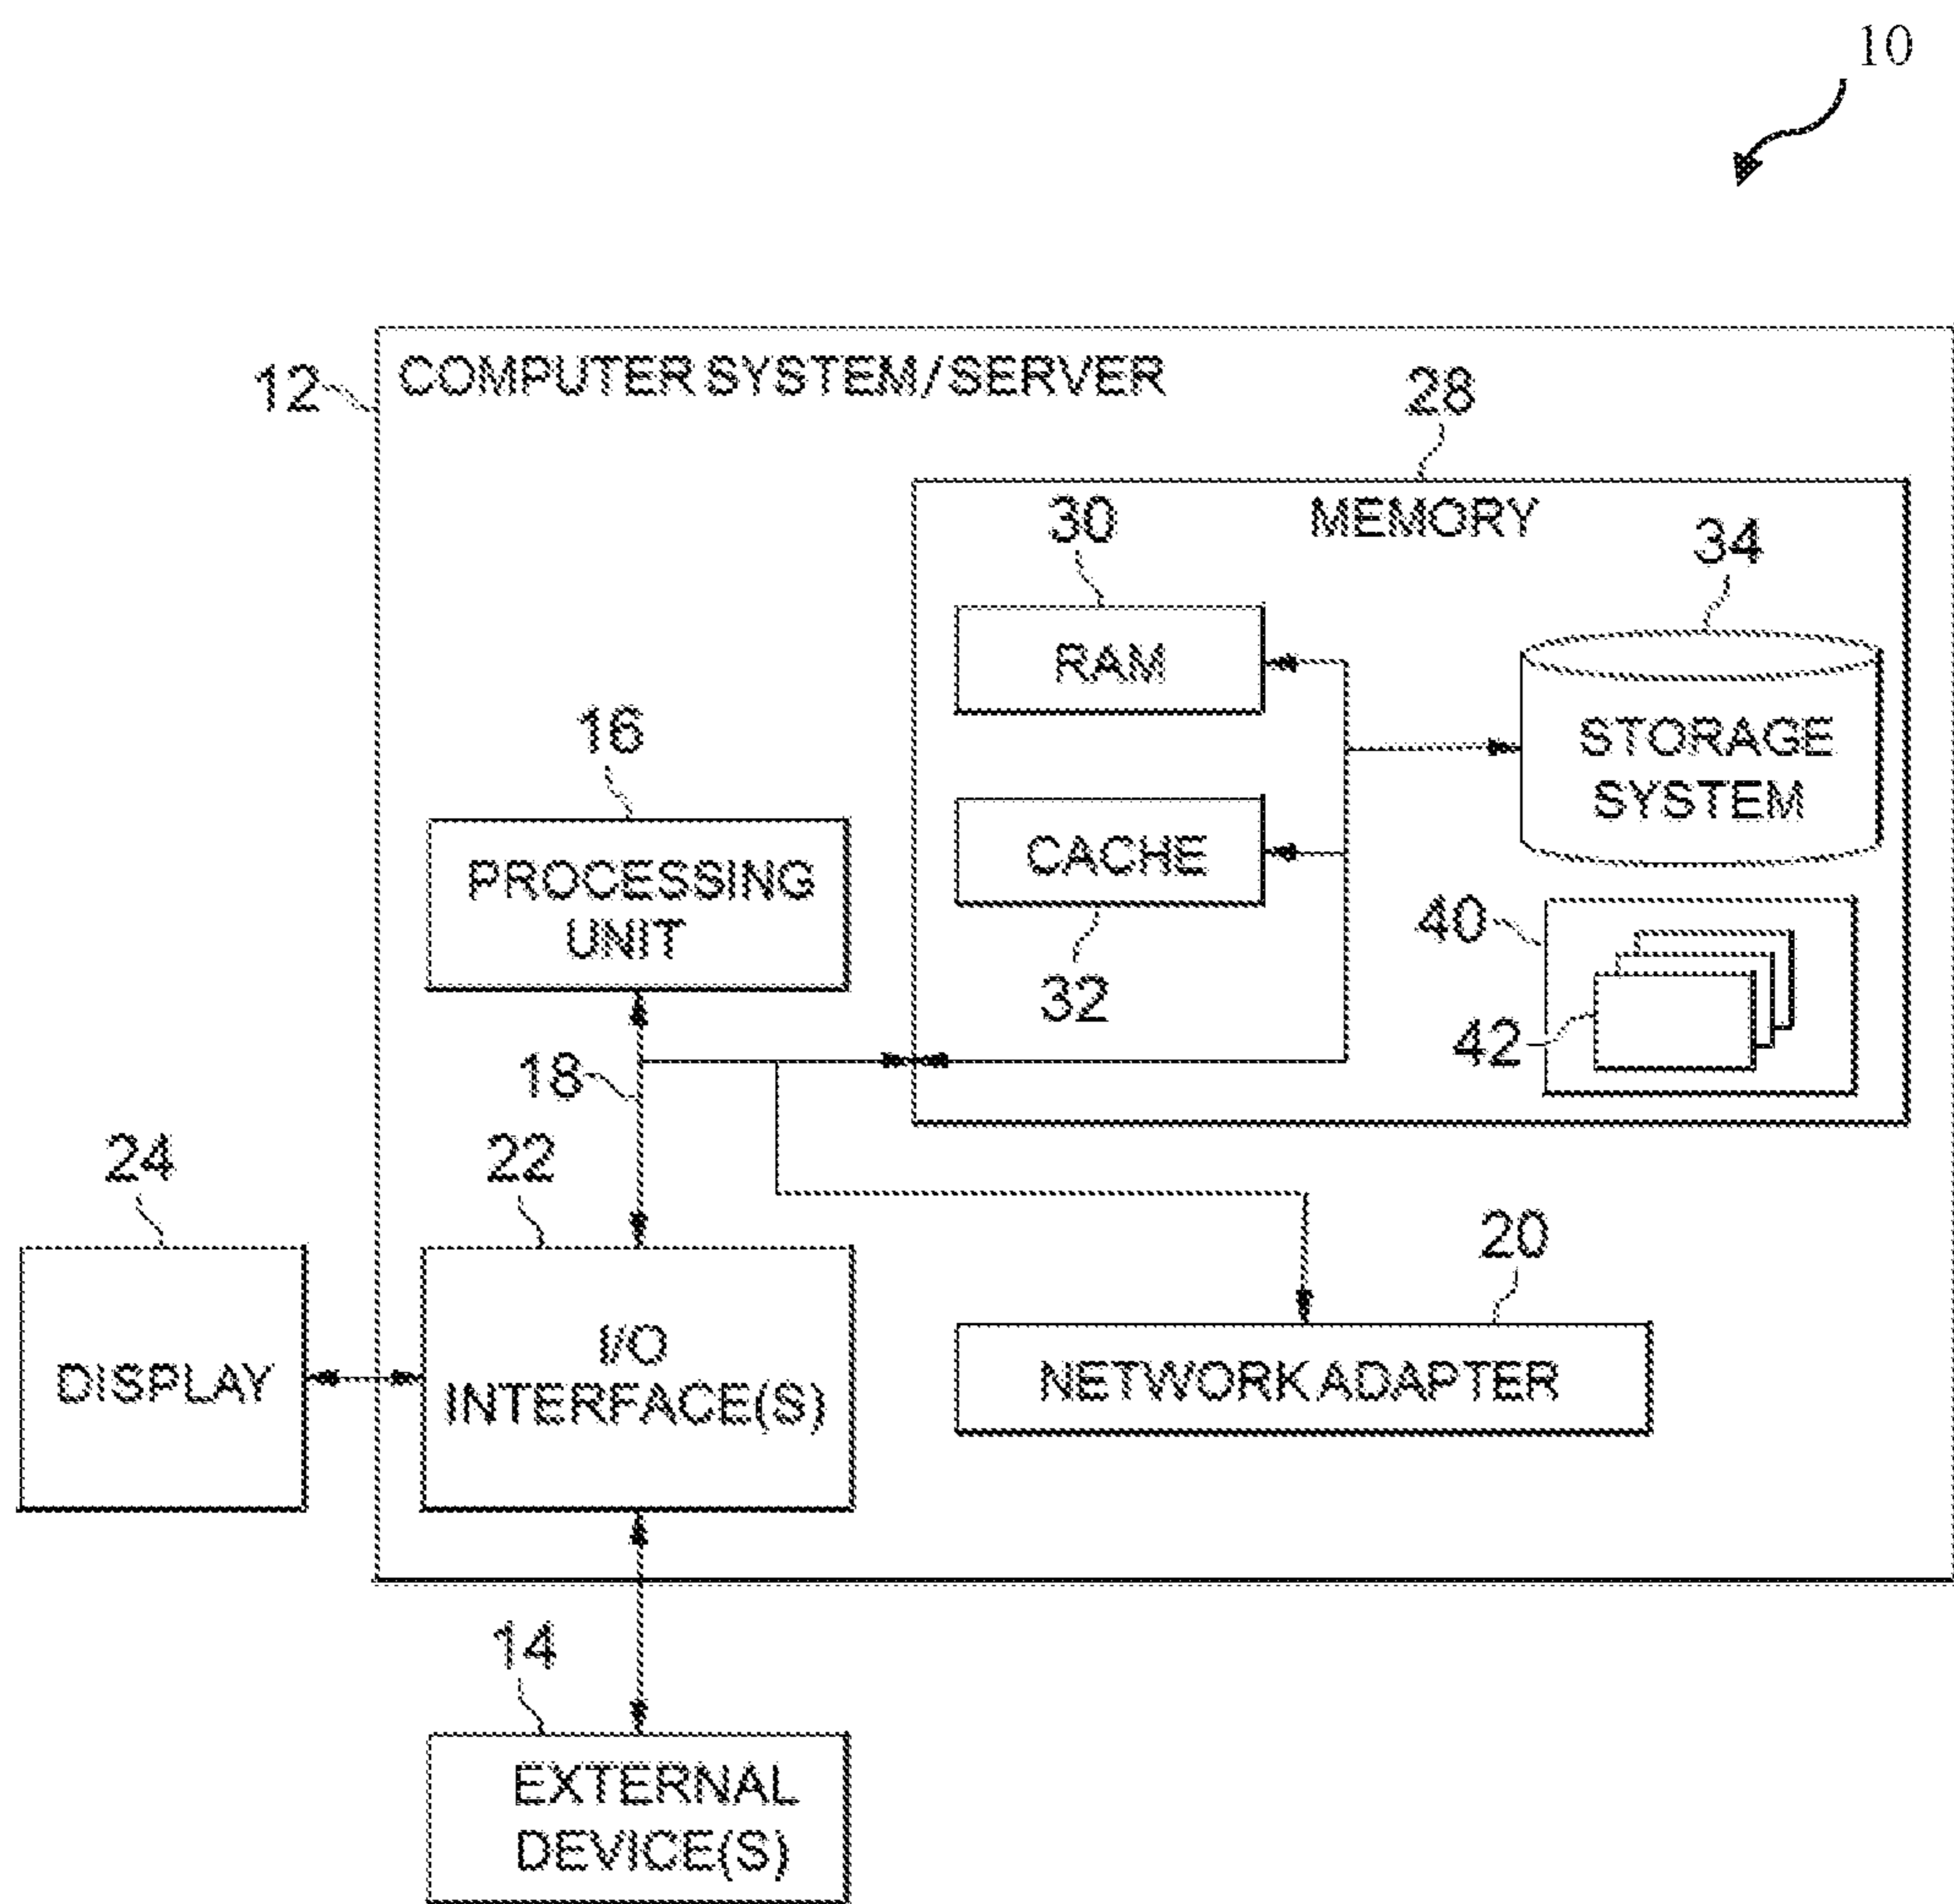 10
12
COMPUTER SYSTEM / SERVER
28
MEMORY
30
34
RAM
STORAGE
SYSTEM
16
PROCESSING
UNIT
CACHE
32
40
42
18
24
22
20
DISPLAY
I/O
INTERFACE(S)
NETWORK ADAPTER
14
EXTERNAL
DEVICE(S)